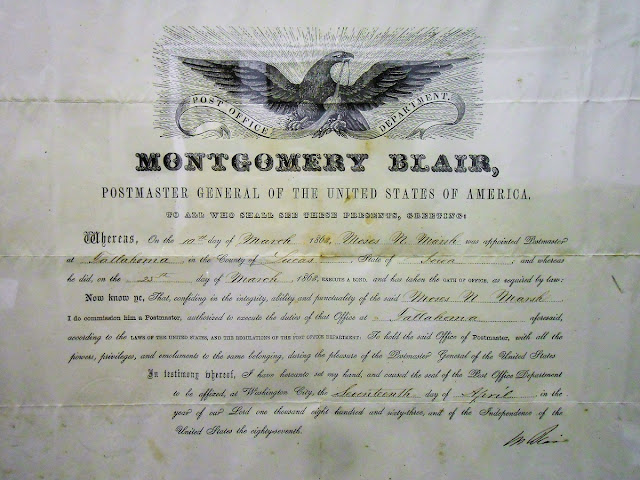 POST OFFICE DEPARTMENT.
MONTGOMERY BLAIR,
POSTMASTER GENERAL OF THE UNITED STATES OF AMERICA,
TO ALL WHO SHALL SEE THESE PRESENTS, GREETING:
Whereas, On the 10th day of March 1863, Moses N. Marsh was appointed Postmaster
at Tallahoma, in the County of Lucas, State of Iowa; and whereas
he did, on the 25th day of March, 1863, EXECUTE A BOND, and has taken the OATH OF OFFICE, as required by law:
Now know ye, That, confiding in the integrity, ability and punctuality of the said Moses N. Marsh
I do commission him a Postmaster, authorized to execute the duties of that Office at Tallahoma aforesaid,
according to the LAWS OF THE UNITED STATES, AND THE REGULATIONS OF THE POST OFFICE DEPARTMENT: To hold the said Office of Postmaster, with all the
powers, privileges, and emoluments to the same belonging, during the pleasure of the Postmaster General of the United States
In testimony whereof, I have hereunto set my hand, and caused the seal of the Post Office Department
to be affixed, at Washington City, the Seventeenth day of April in the
year of our Lord one thousand eight hundred and sixty-three, and of the Independence of the
United States the eighty-seventh.
M Blair